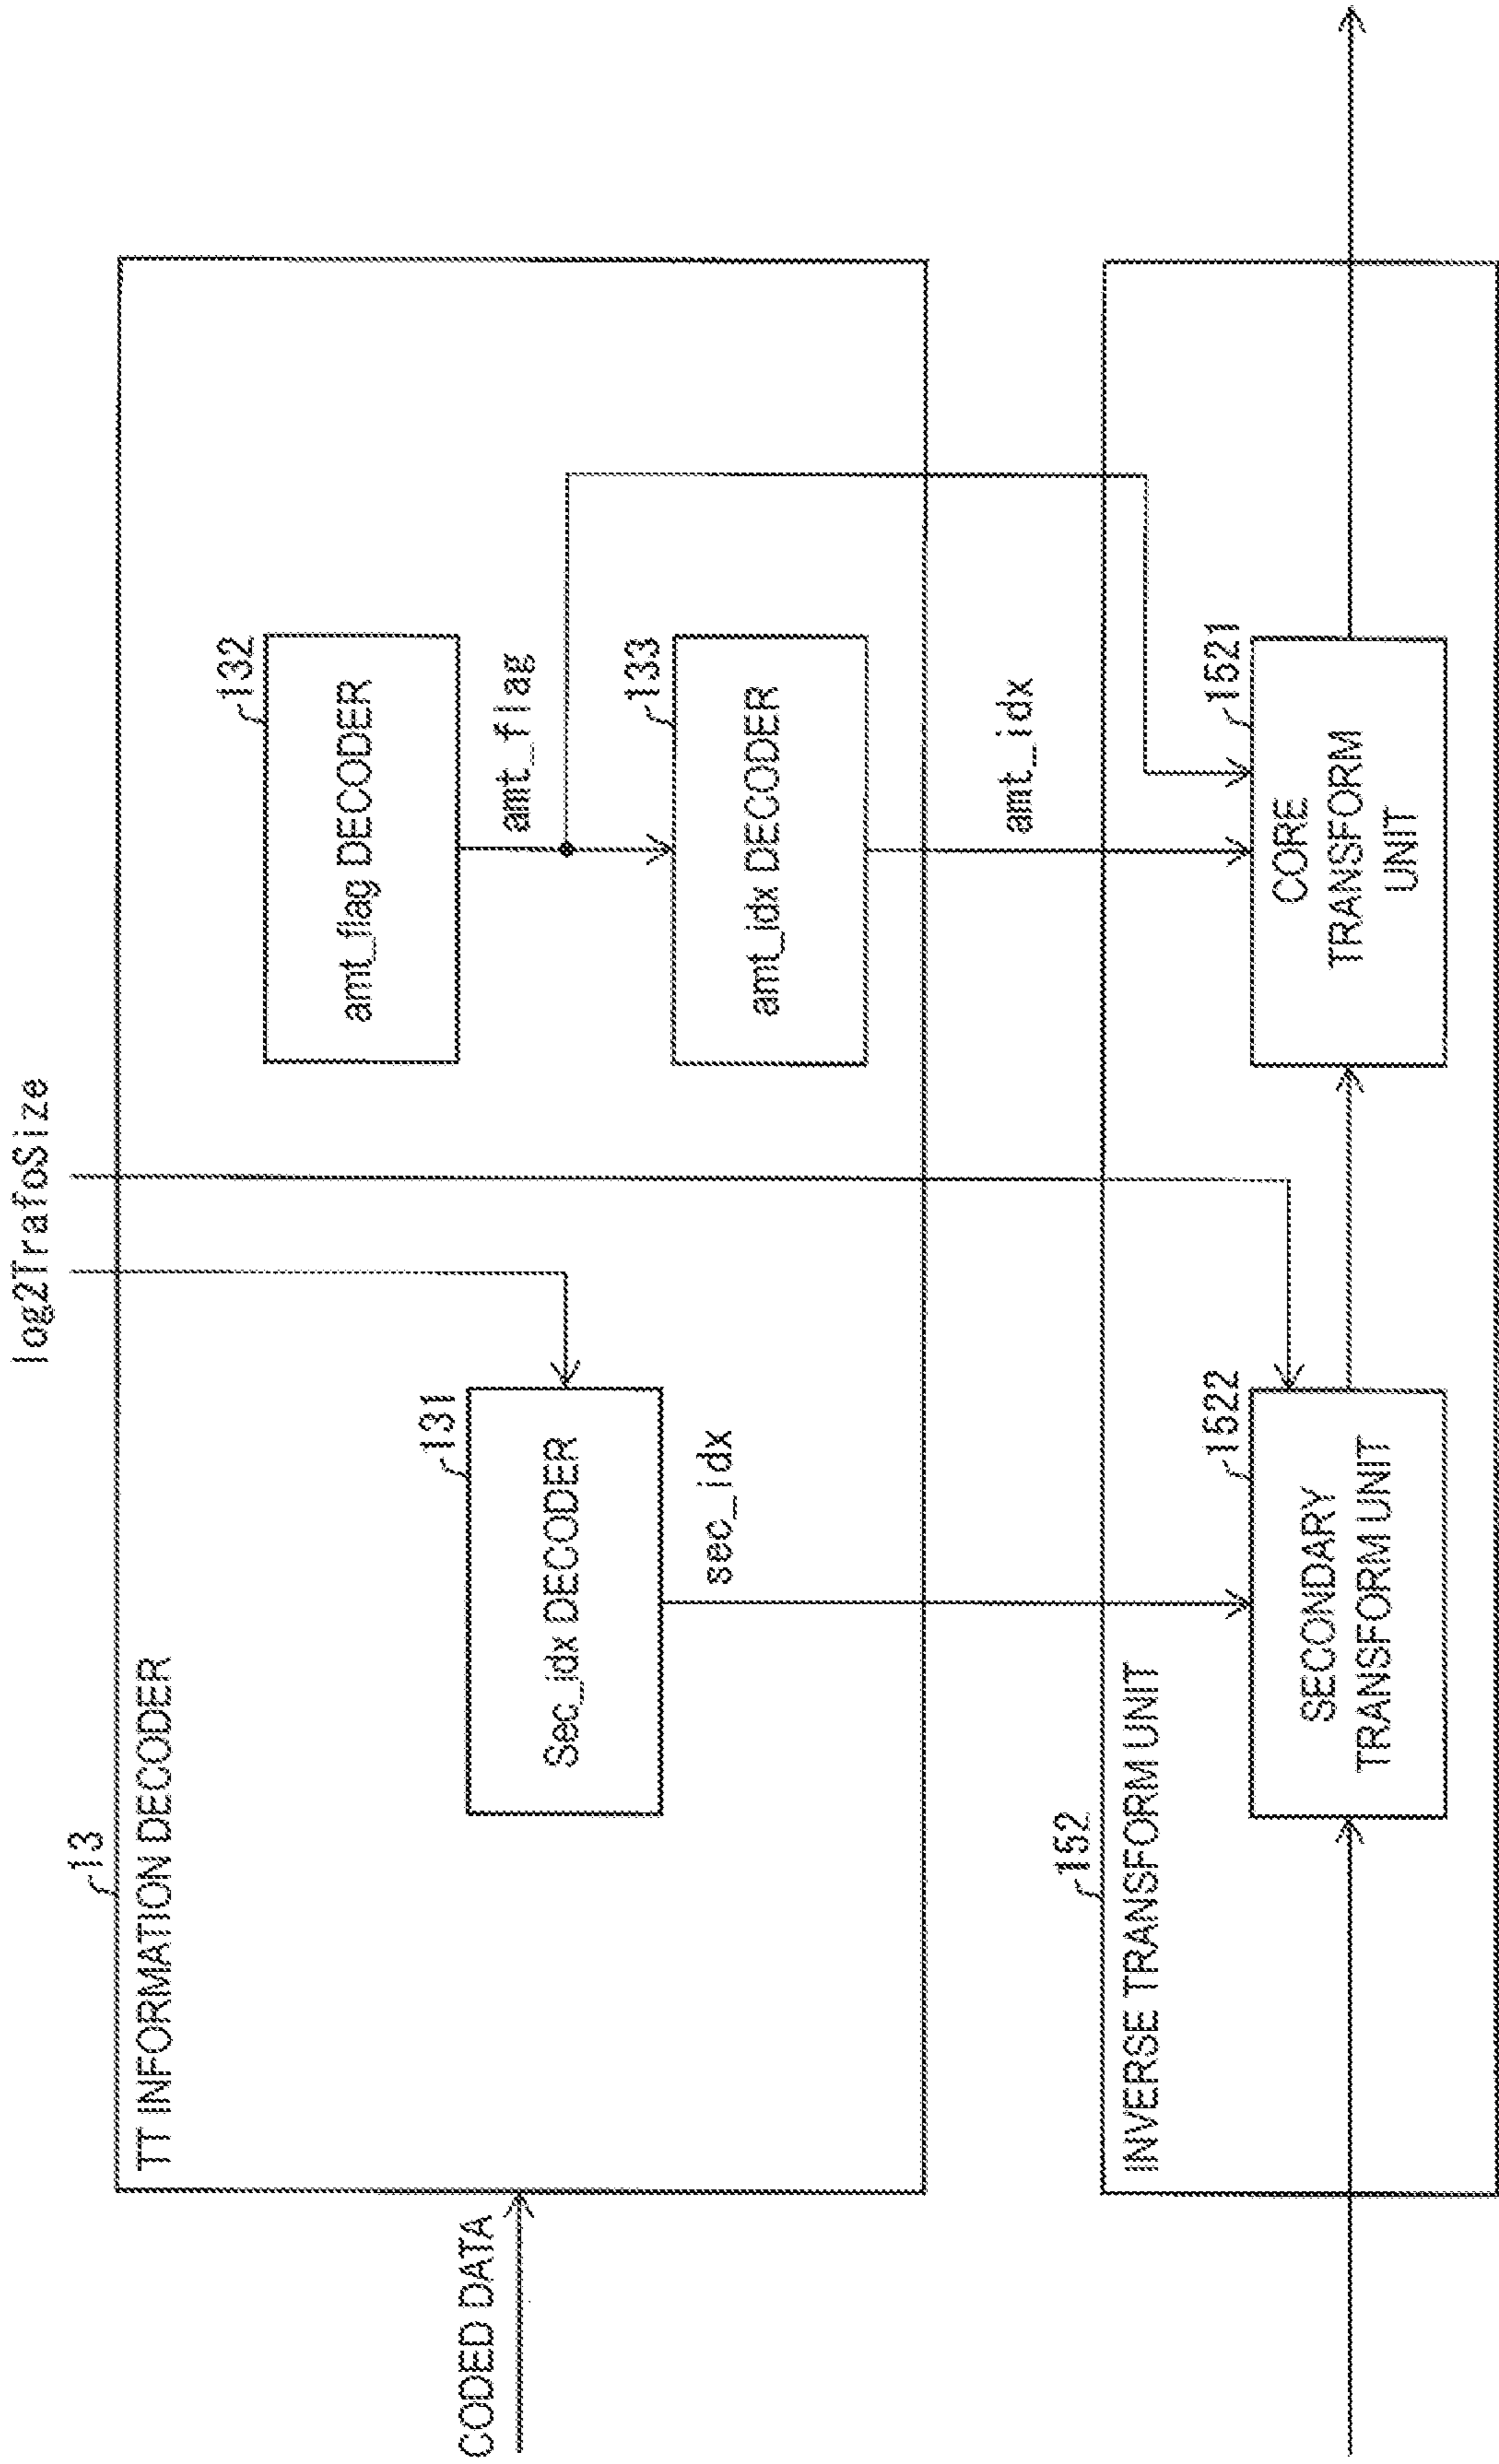 log2TrafoSize
13
TT INFORMATION DECODER
CODED DATA
131
Sec_idx DECODER
sec_idx
132
amt_flag DECODER
amt_flag
133
amt_idx DECODER
amt_idx
152
INVERSE TRANSFORM UNIT
1522
SECONDARY
TRANSFORM UNIT
1521
CORE
TRANSFORM
UNIT